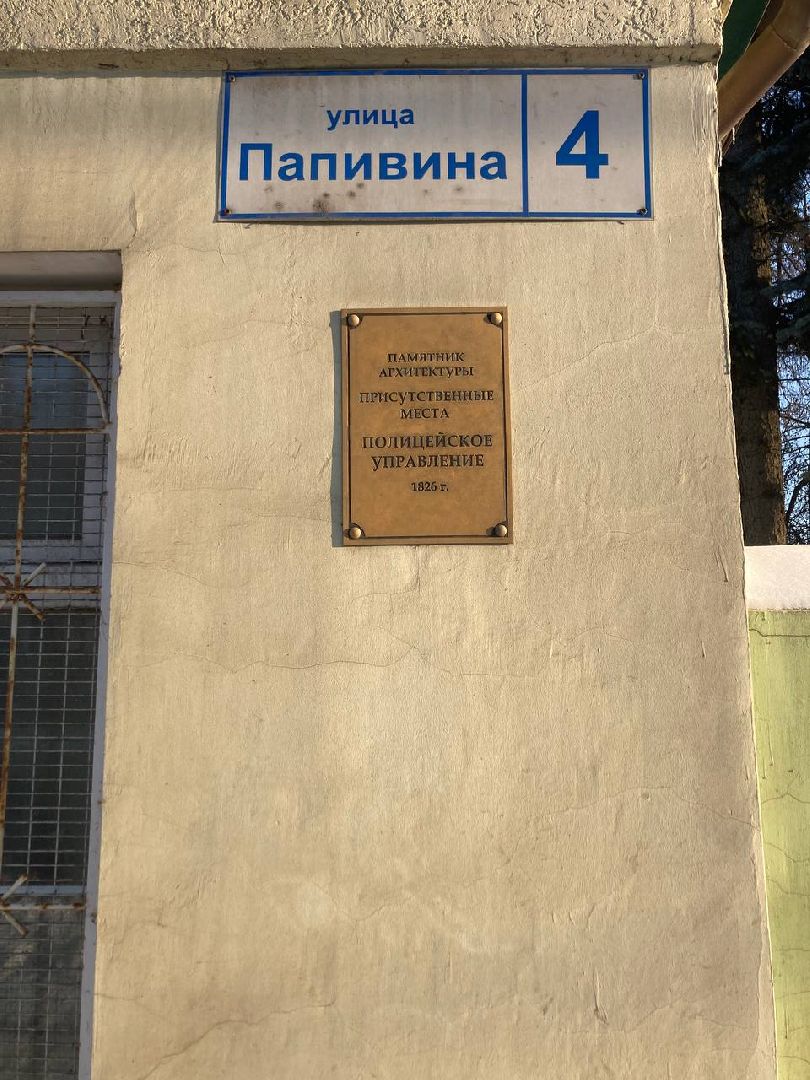 улица
Папивина
4
ПАМЯТНИК
АРХИТЕКТУРЫ
ПРИСУТСТВЕННЫЕ
МЕСТА
ПОЛИЦЕЙСКОЕ
УПРАВЛЕНИЕ
1825 г.